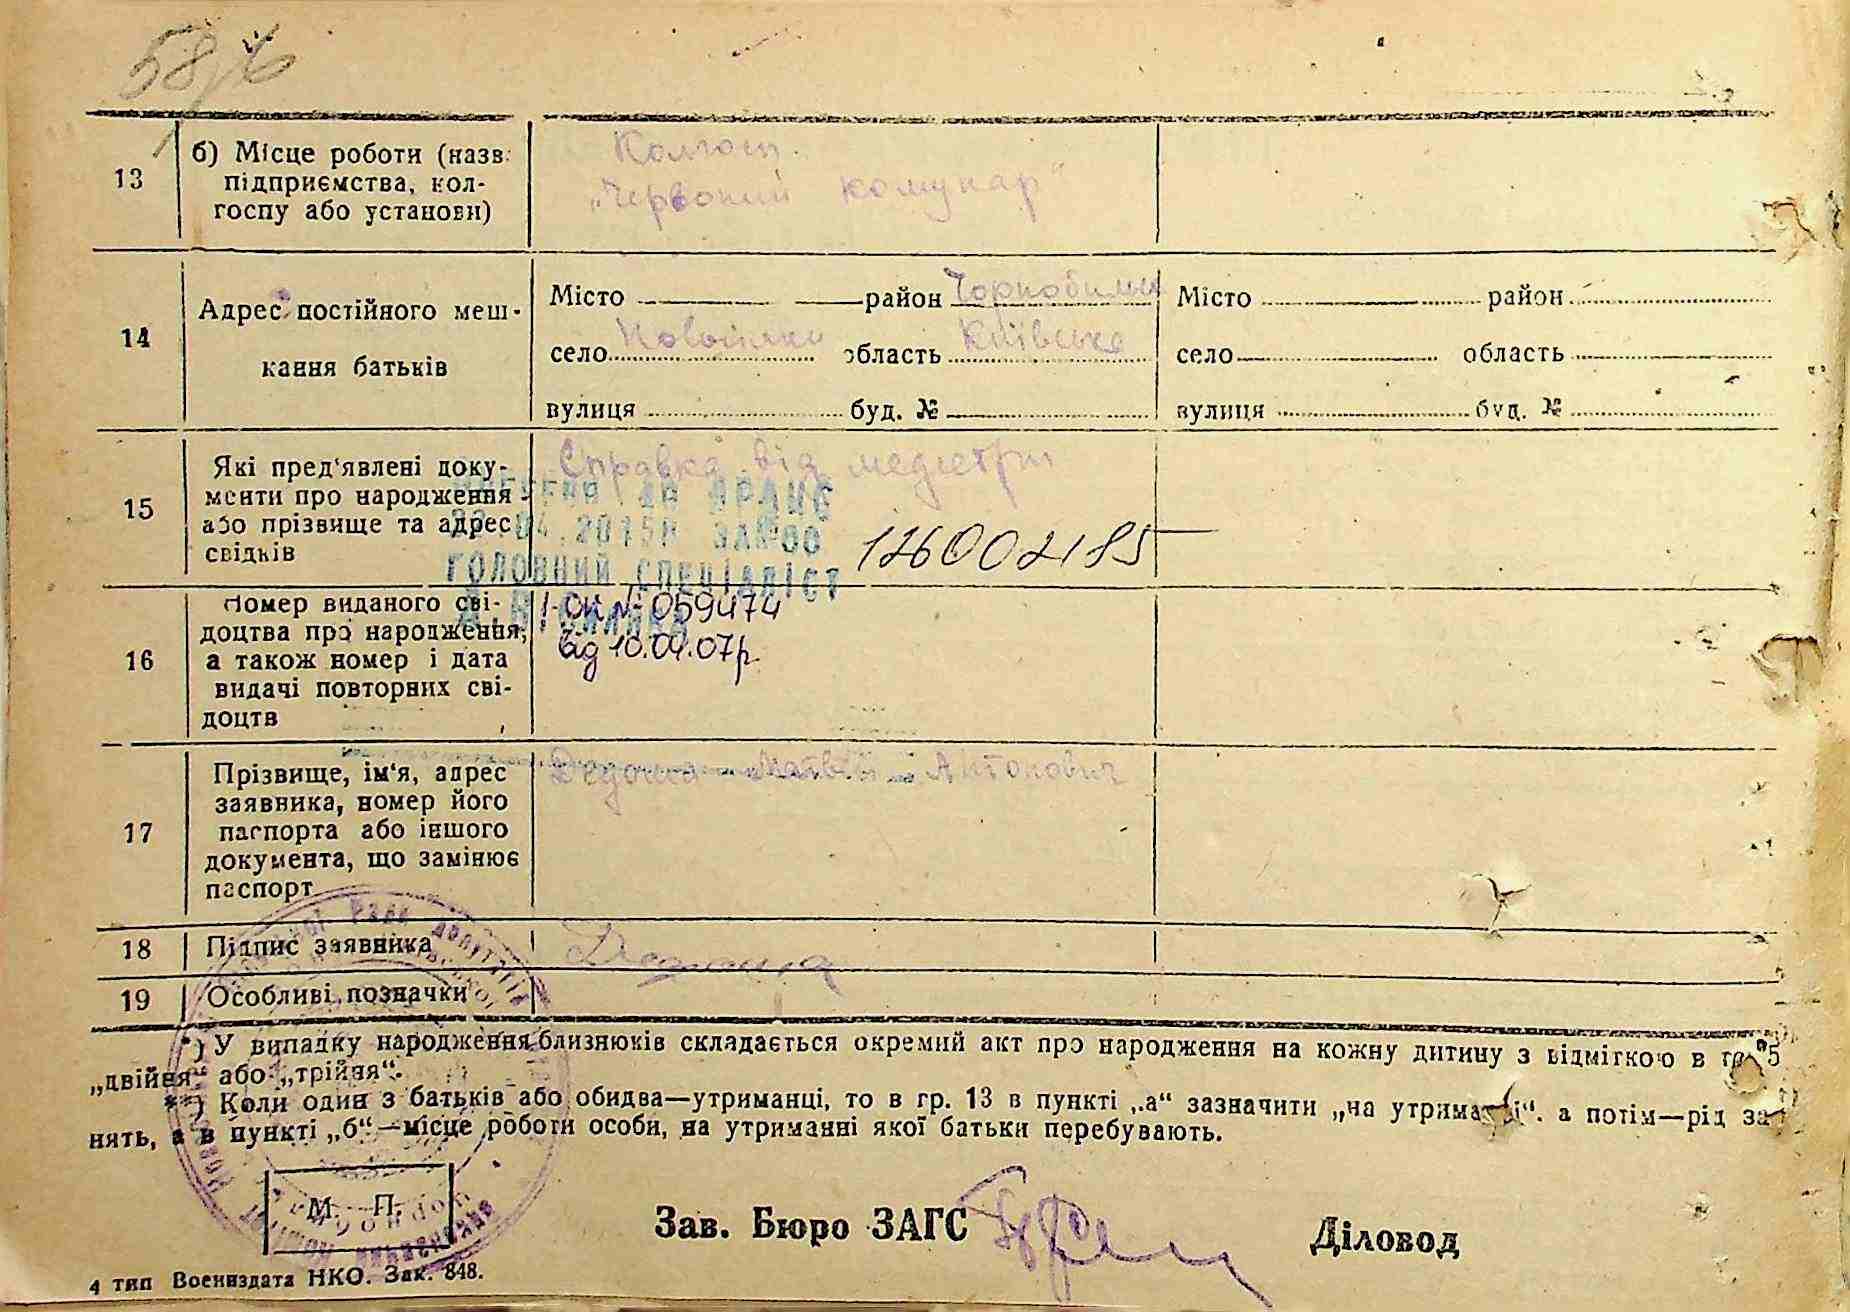 13
б) Місце роботи (назв.
підприємства, кол-
госпу або установи)
Колгосп
„Червоний комунар“
14
Адрес постійного меш-
кання батьків
Місто район Чорнобильс
село Новосілки область Київська
вулиця буд. №
Місто район
село область
вулиця буд. №
15
Які пред'явлені доку-
менти про народження
або прізвище та адрес
свідків
Справка від медсестри
ГОЛОВНИЙ СПЕЦІАЛІСТ
126002185
16
Номер виданого сві-
доцтва про народження,
а також номер і дата
видачі повторних сві-
доцтв
№ 059474
від 10.04.07р.
17
Прізвище, ім'я, адрес
заявника, номер його
паспорта або іншого
документа, що замінює
паспорт
Матвій Антонович
18
Підпис заявника
19
Особливі позначки
*) У випадку народження близнюків складається окремий акт про народження на кожну дитину з відміткою в гр. 5
„двійня“ або „трійня“.
**) Коли один з батьків або обидва—утриманці, то в гр. 13 в пункті „а“ зазначити „на утриманні“. а потім—рід за-
нять, а в пункті „б“—місце роботи особи, на утриманні якої батьки перебувають.
М. П.
Зав. Бюро ЗАГС
Діловод
4 тип Воениздата НКО. Зак. 848.